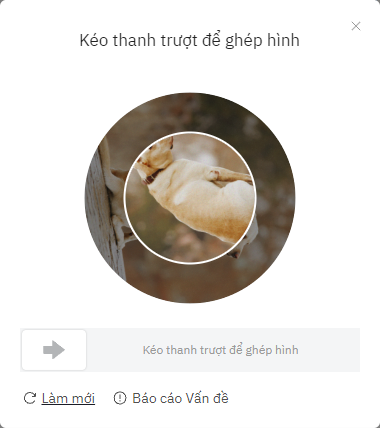 Kéo thanh trượt để ghép hình
Kéo thanh trượt để ghép hình
Làm mới
Báo cáo Vấn đề